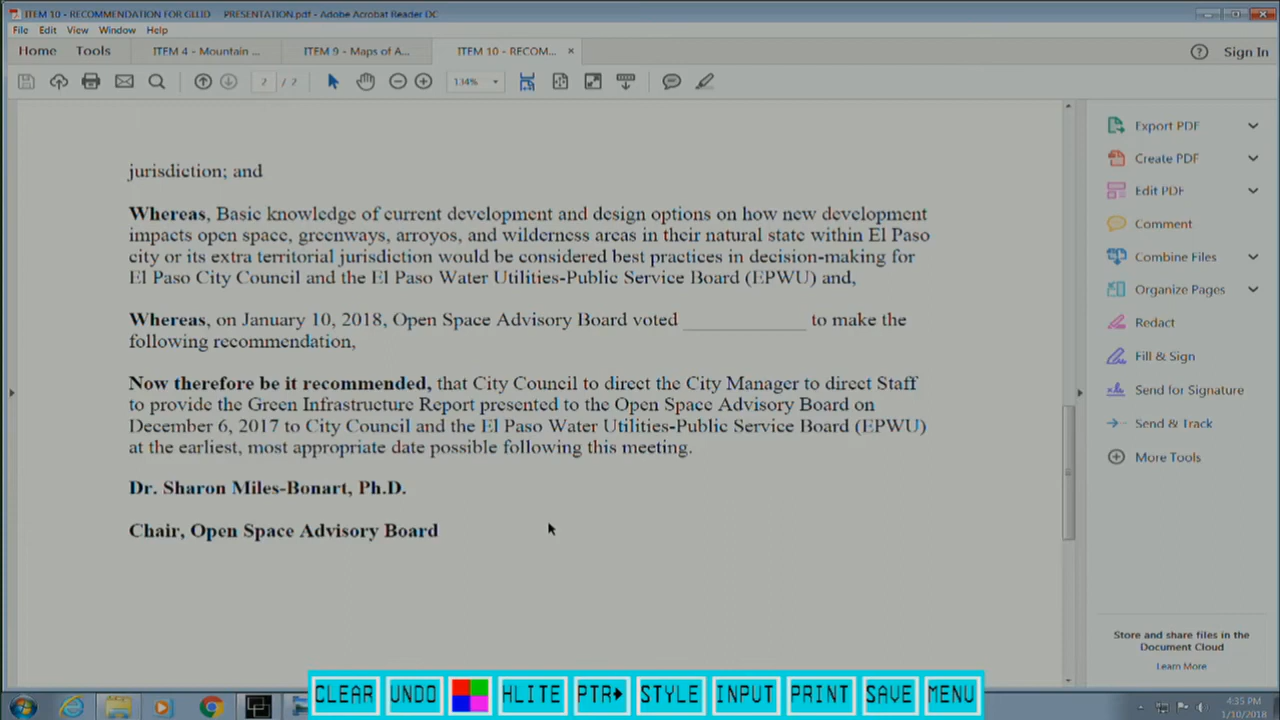 ITEM 10 - RECOMMENDATION FOR GI,LID PRESENTATION.pdf - Adobe Acrobat Reader DC
File Edit View Window Help
Home Tools ITEM 4 - Mountain ... ITEM 9 - Maps of A... ITEM 10 - RECOM... × Sign In
2 / 2 134%
jurisdiction; and
Whereas, Basic knowledge of current development and design options on how new development
impacts open space, greenways, arroyos, and wilderness areas in their natural state within El Paso
city or its extra territorial jurisdiction would be considered best practices in decision-making for
El Paso City Council and the El Paso Water Utilities-Public Service Board (EPWU) and,
Whereas, on January 10, 2018, Open Space Advisory Board voted ____________ to make the
following recommendation,
Now therefore be it recommended, that City Council to direct the City Manager to direct Staff
to provide the Green Infrastructure Report presented to the Open Space Advisory Board on
December 6, 2017 to City Council and the El Paso Water Utilities-Public Service Board (EPWU)
at the earliest, most appropriate date possible following this meeting.
Dr. Sharon Miles-Bonart, Ph.D.
Chair, Open Space Advisory Board
Export PDF
Create PDF
Edit PDF
Comment
Combine Files
Organize Pages
Redact
Fill & Sign
Send for Signature
Send & Track
More Tools
Store and share files in the
Document Cloud
Learn More
CLEAR UNDO HLITE PTR STYLE INPUT PRINT SAVE MENU
4:35 PM
1/10/2018